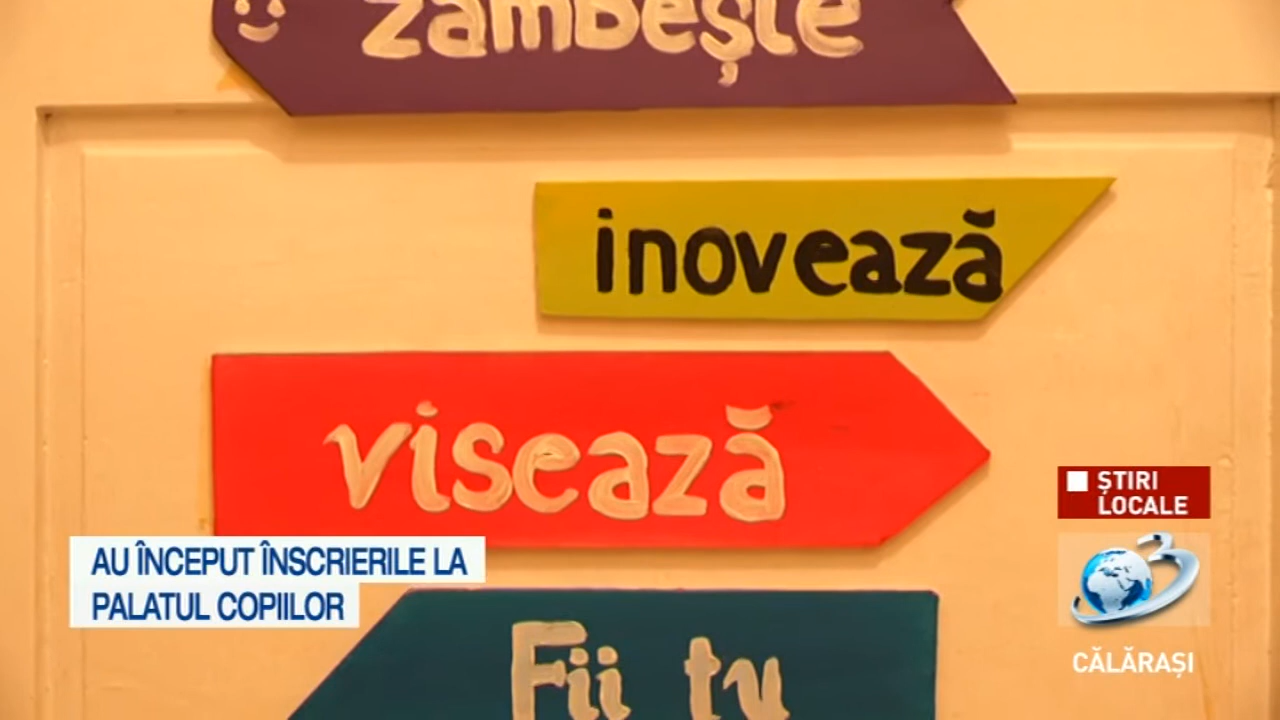 zâmbește
inovează
visează
Fii tu
AU ÎNCEPUT ÎNSCRIERILE LA
PALATUL COPIILOR
ȘTIRI
LOCALE
3
CĂLĂRAȘI